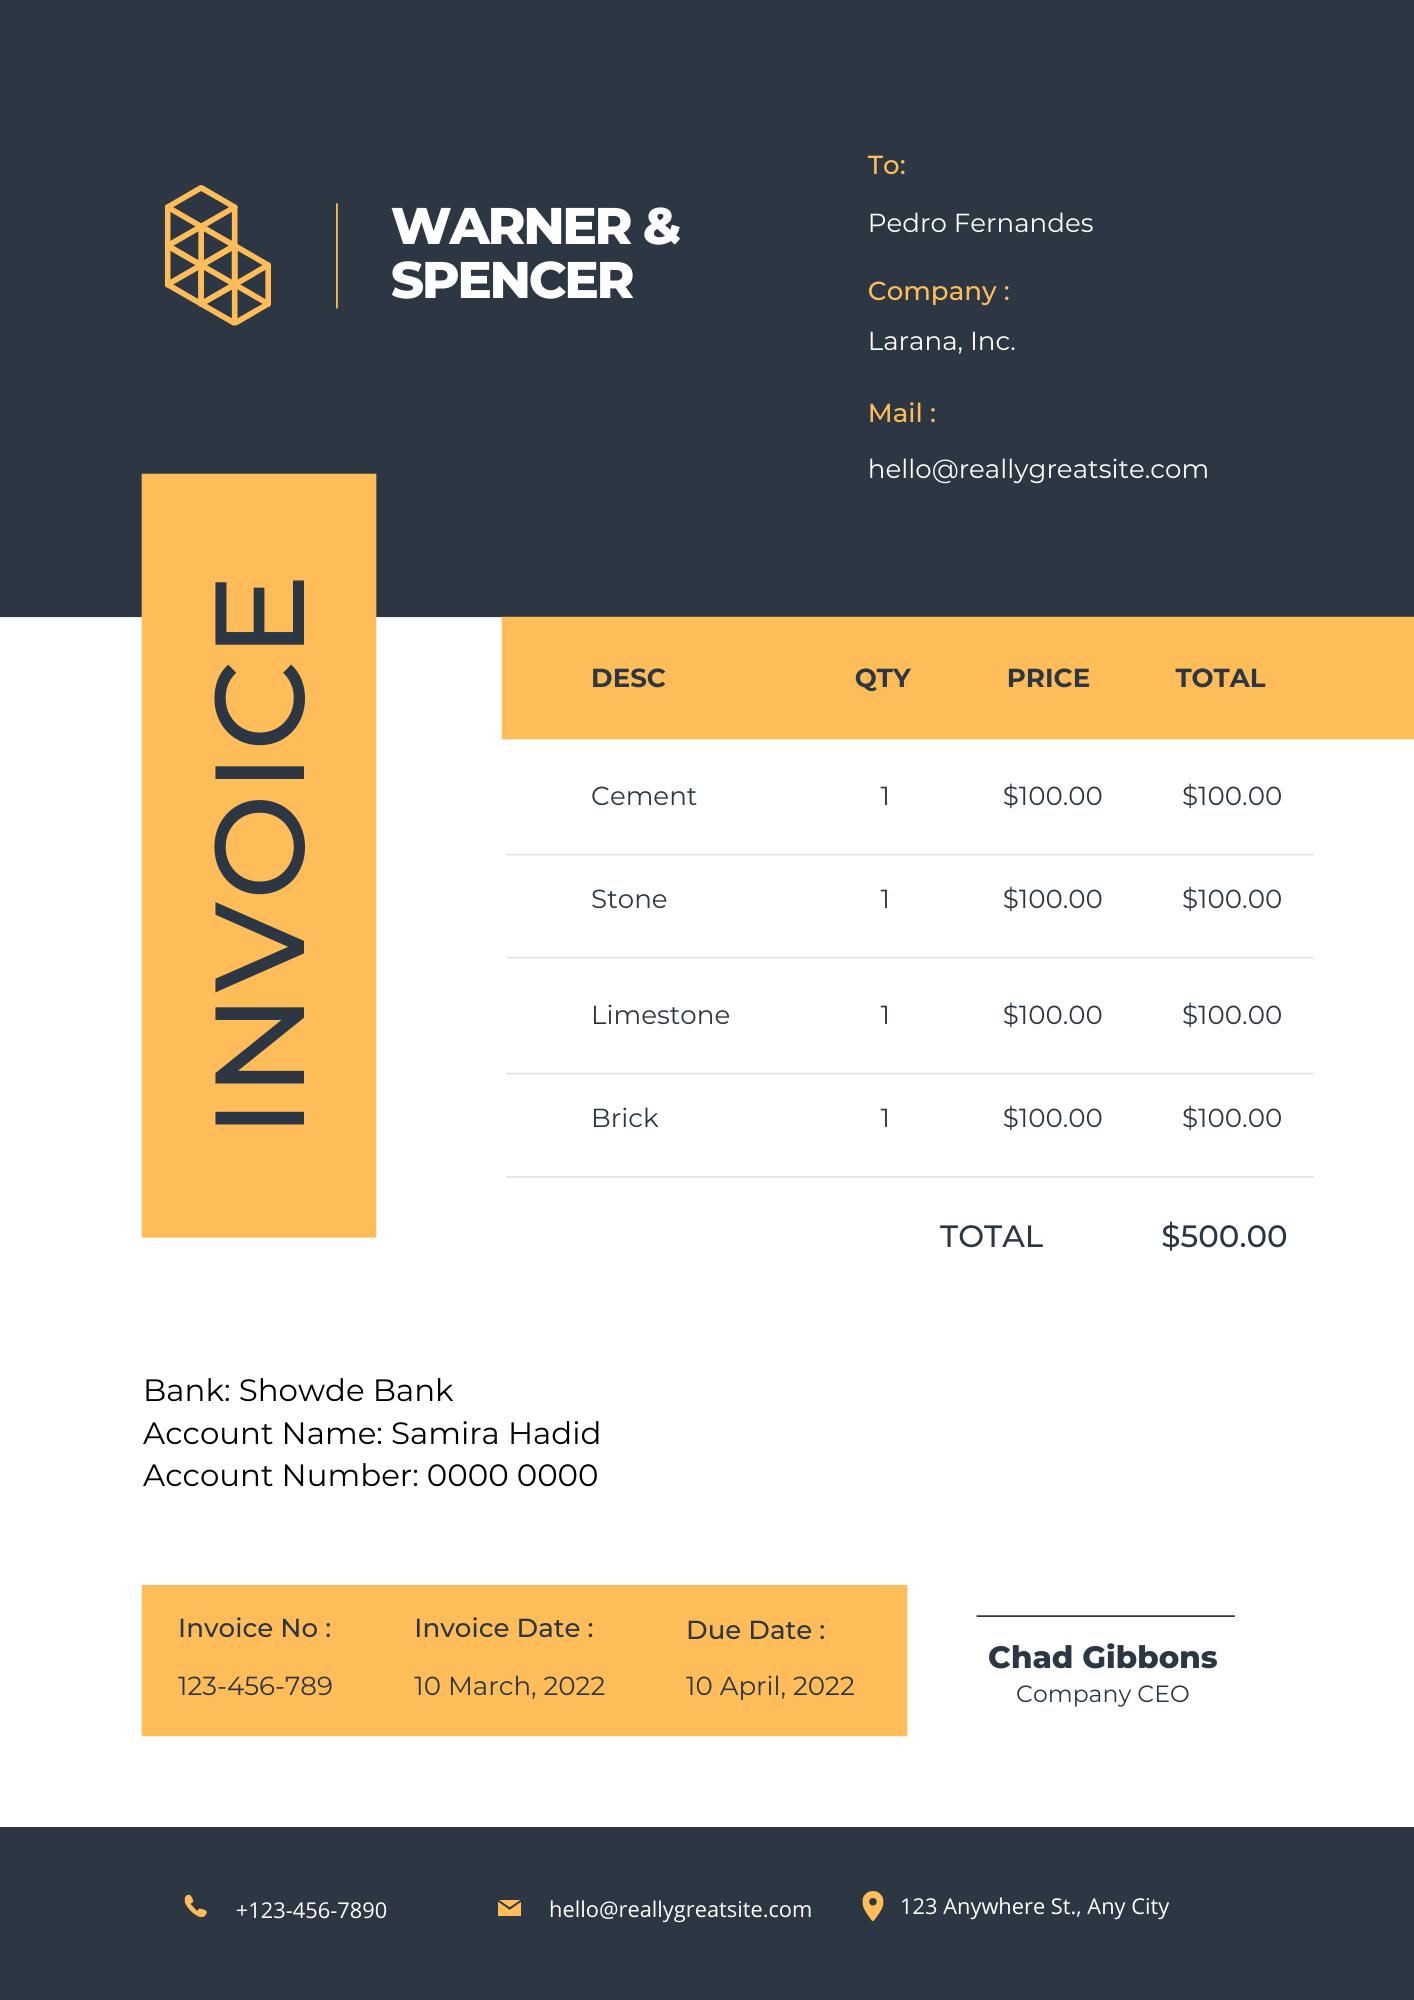 WARNER &
SPENCER
To:
Pedro Fernandes
Company :
Larana, Inc.
Mail :
hello@reallygreatsite.com
INVOICE
DESC QTY PRICE TOTAL
Cement 1 $100.00 $100.00
Stone 1 $100.00 $100.00
Limestone 1 $100.00 $100.00
Brick 1 $100.00 $100.00
TOTAL $500.00
Bank: Showde Bank
Account Name: Samira Hadid
Account Number: 0000 0000
Invoice No : Invoice Date : Due Date :
123-456-789 10 March, 2022 10 April, 2022
Chad Gibbons
Company CEO
+123-456-7890 hello@reallygreatsite.com 123 Anywhere St., Any City